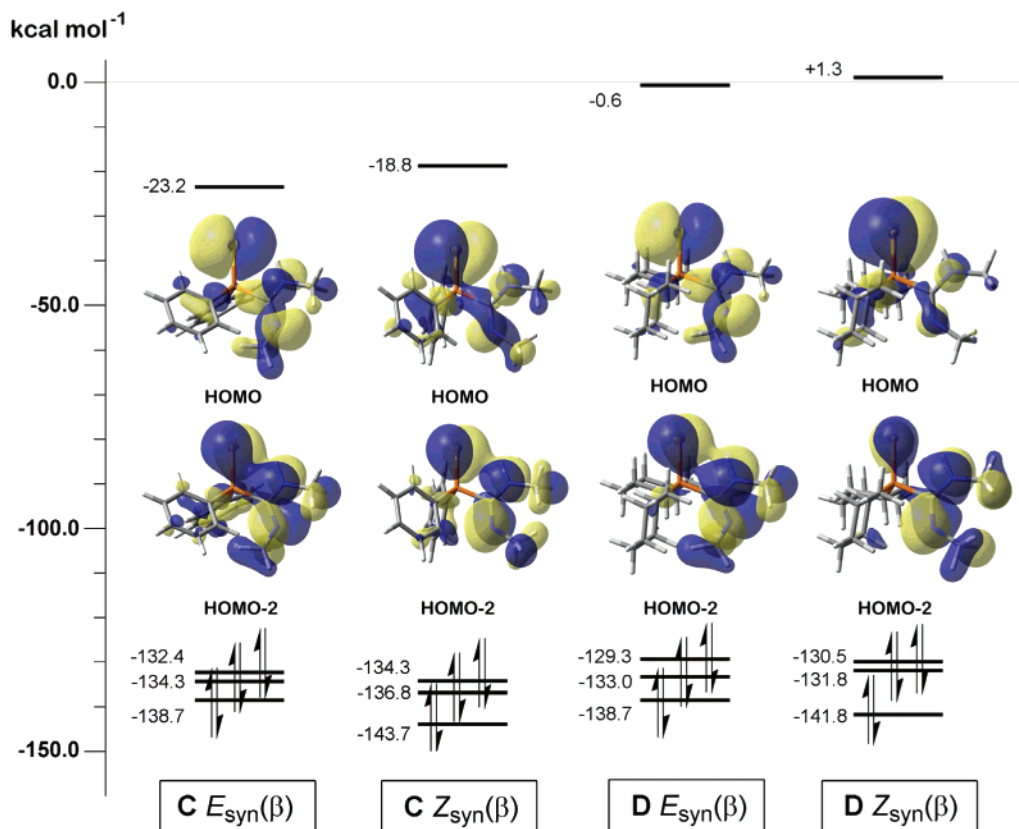 kcal mol⁻¹
+1.3
0.0
-0.6
-18.8
-23.2
-50.0
HOMO
HOMO
HOMO
HOMO
-100.0
HOMO-2
HOMO-2
HOMO-2
HOMO-2
-132.4
-134.3
-138.7
-134.3
-136.8
-143.7
-129.3
-133.0
-138.7
-130.5
-131.8
-141.8
-150.0
C Esyn(β)
C Zsyn(β)
D Esyn(β)
D Zsyn(β)